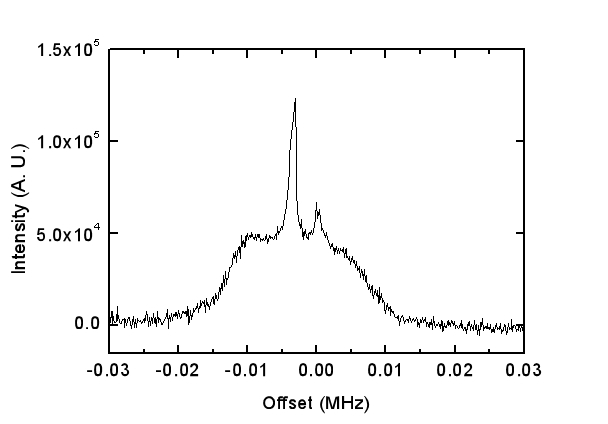 1.5x10⁵
1.0x10⁵
5.0x10⁴
0.0
Intensity (A. U.)
-0.03 -0.02 -0.01 0.00 0.01 0.02 0.03
Offset (MHz)